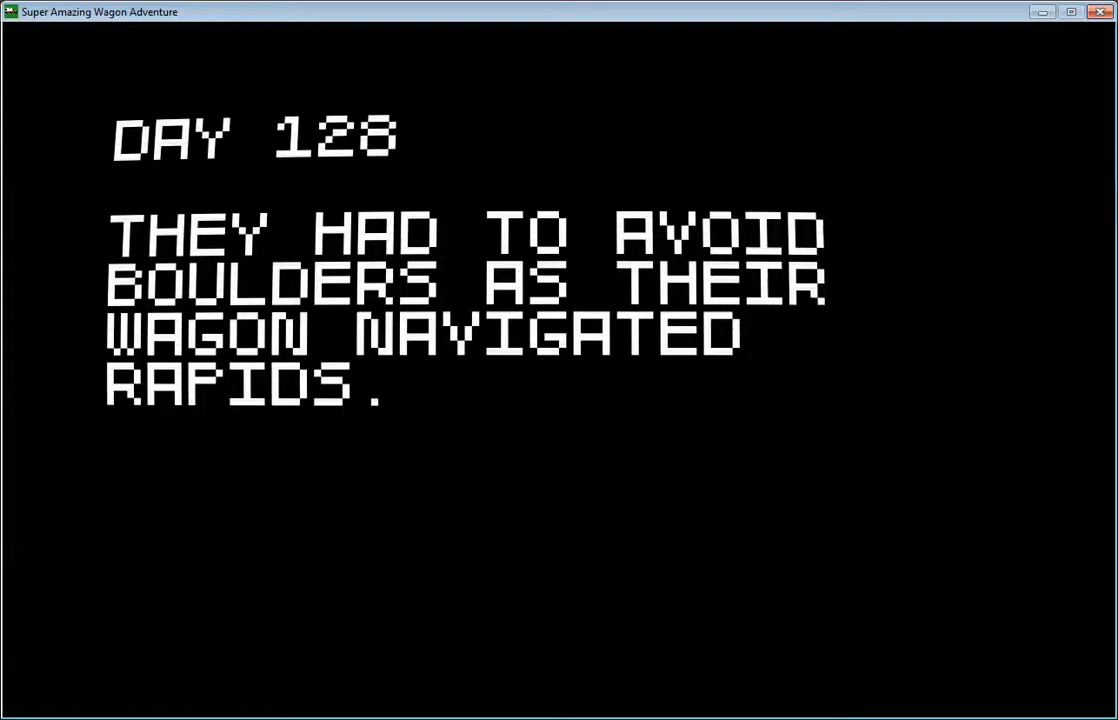 Super Amazing Wagon Adventure
DAY 128
THEY HAD TO AVOID
BOULDERS AS THEIR
WAGON NAVIGATED
RAPIDS.